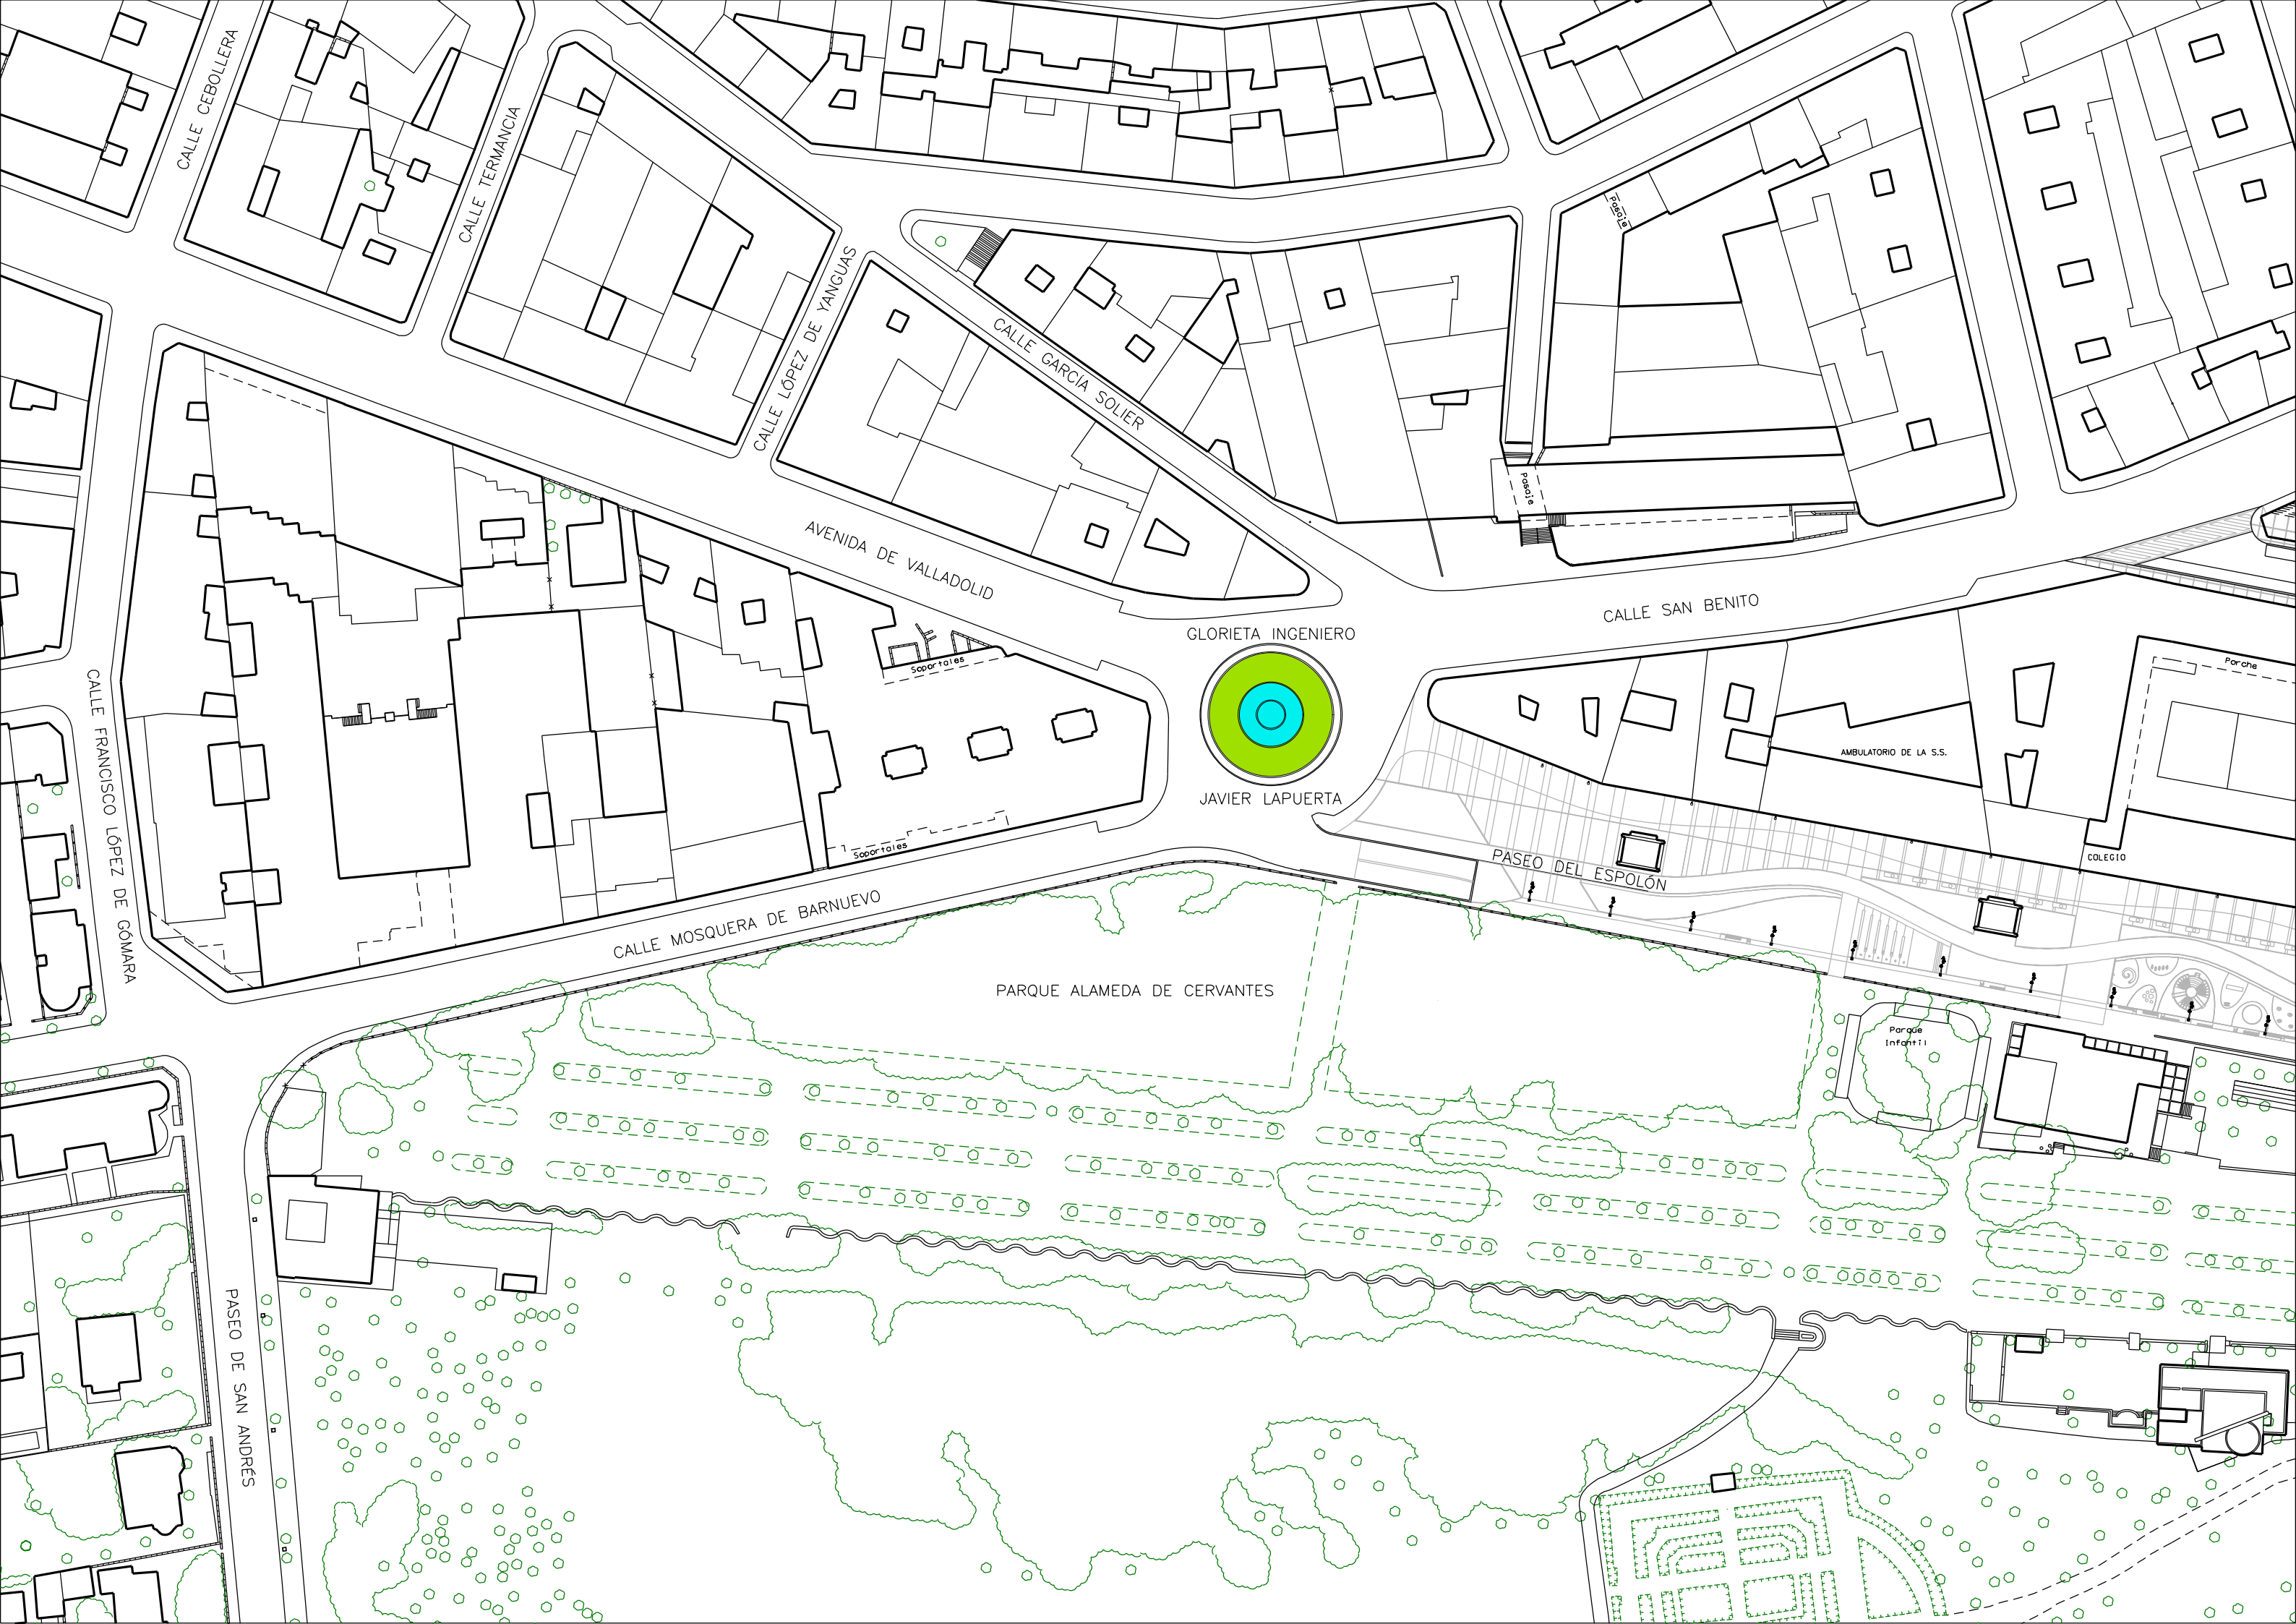 CALLE CEBOLLERA
CALLE TERMANCIA
CALLE LÓPEZ DE YANGUAS
CALLE GARCÍA SOLIER
Pasaje
Pasaje
AVENIDA DE VALLADOLID
CALLE SAN BENITO
GLORIETA INGENIERO
JAVIER LAPUERTA
Soportales
Soportales
Porche
AMBULATORIO DE LA S.S.
COLEGIO
CALLE FRANCISCO LÓPEZ DE GÓMARA
CALLE MOSQUERA DE BARNUEVO
PASEO DEL ESPOLÓN
PARQUE ALAMEDA DE CERVANTES
Parque
Infantil
PASEO DE SAN ANDRÉS